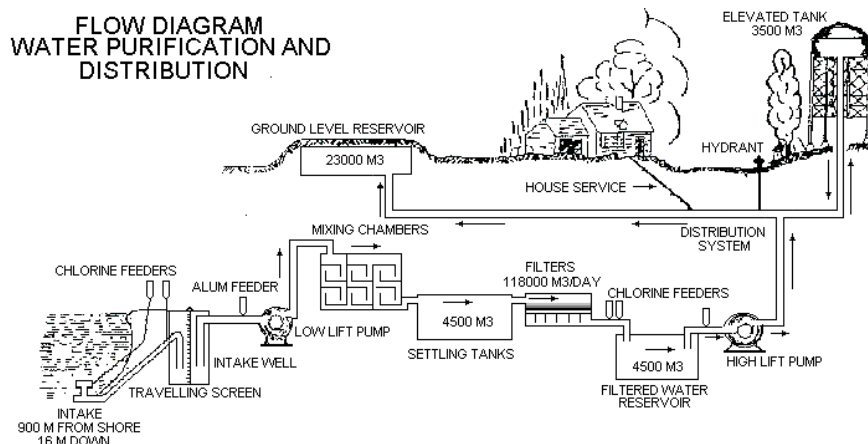 FLOW DIAGRAM
WATER PURIFICATION AND
DISTRIBUTION
ELEVATED TANK
3500 M3
GROUND LEVEL RESERVOIR
23000 M3
HYDRANT
HOUSE SERVICE
MIXING CHAMBERS
DISTRIBUTION
SYSTEM
CHLORINE FEEDERS
ALUM FEEDER
FILTERS
118000 M3/DAY
CHLORINE FEEDERS
LOW LIFT PUMP
4500 M3
SETTLING TANKS
INTAKE WELL
TRAVELLING SCREEN
4500 M3
HIGH LIFT PUMP
FILTERED WATER
RESERVOIR
INTAKE
900 M FROM SHORE
16 M DOWN